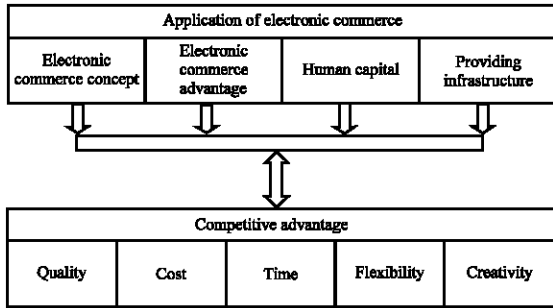 Application of electronic commerce
Electronic
commerce concept
Electronic
commerce
advantage
Human capital
Providing
infrastructure
Competitive advantage
Quality
Cost
Time
Flexibility
Creativity